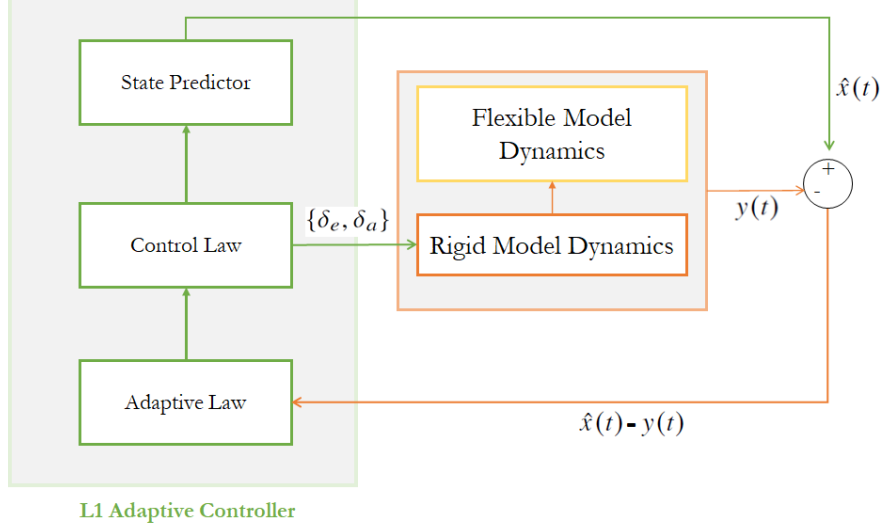 State Predictor
x̂(t)
Flexible Model
Dynamics
+
-
{δₑ, δₐ}
y(t)
Control Law
Rigid Model Dynamics
Adaptive Law
x̂(t)-y(t)
L1 Adaptive Controller